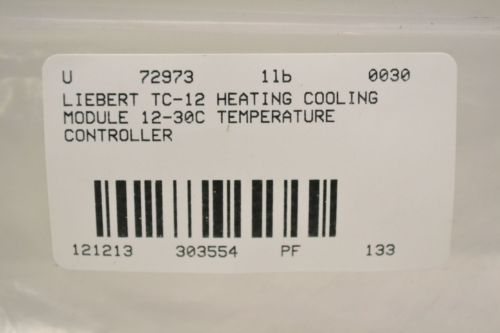 U 72973 1lb 0030
LIEBERT TC-12 HEATING COOLING
MODULE 12-30C TEMPERATURE
CONTROLLER
121213 303554 PF 133